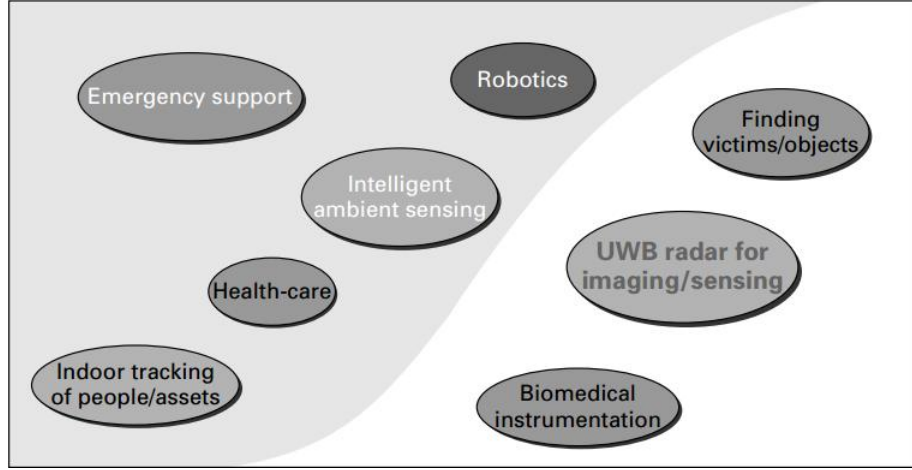 Emergency support
Robotics
Finding
victims/objects
Intelligent
ambient sensing
UWB radar for
imaging/sensing
Health-care
Indoor tracking
of people/assets
Biomedical
instrumentation